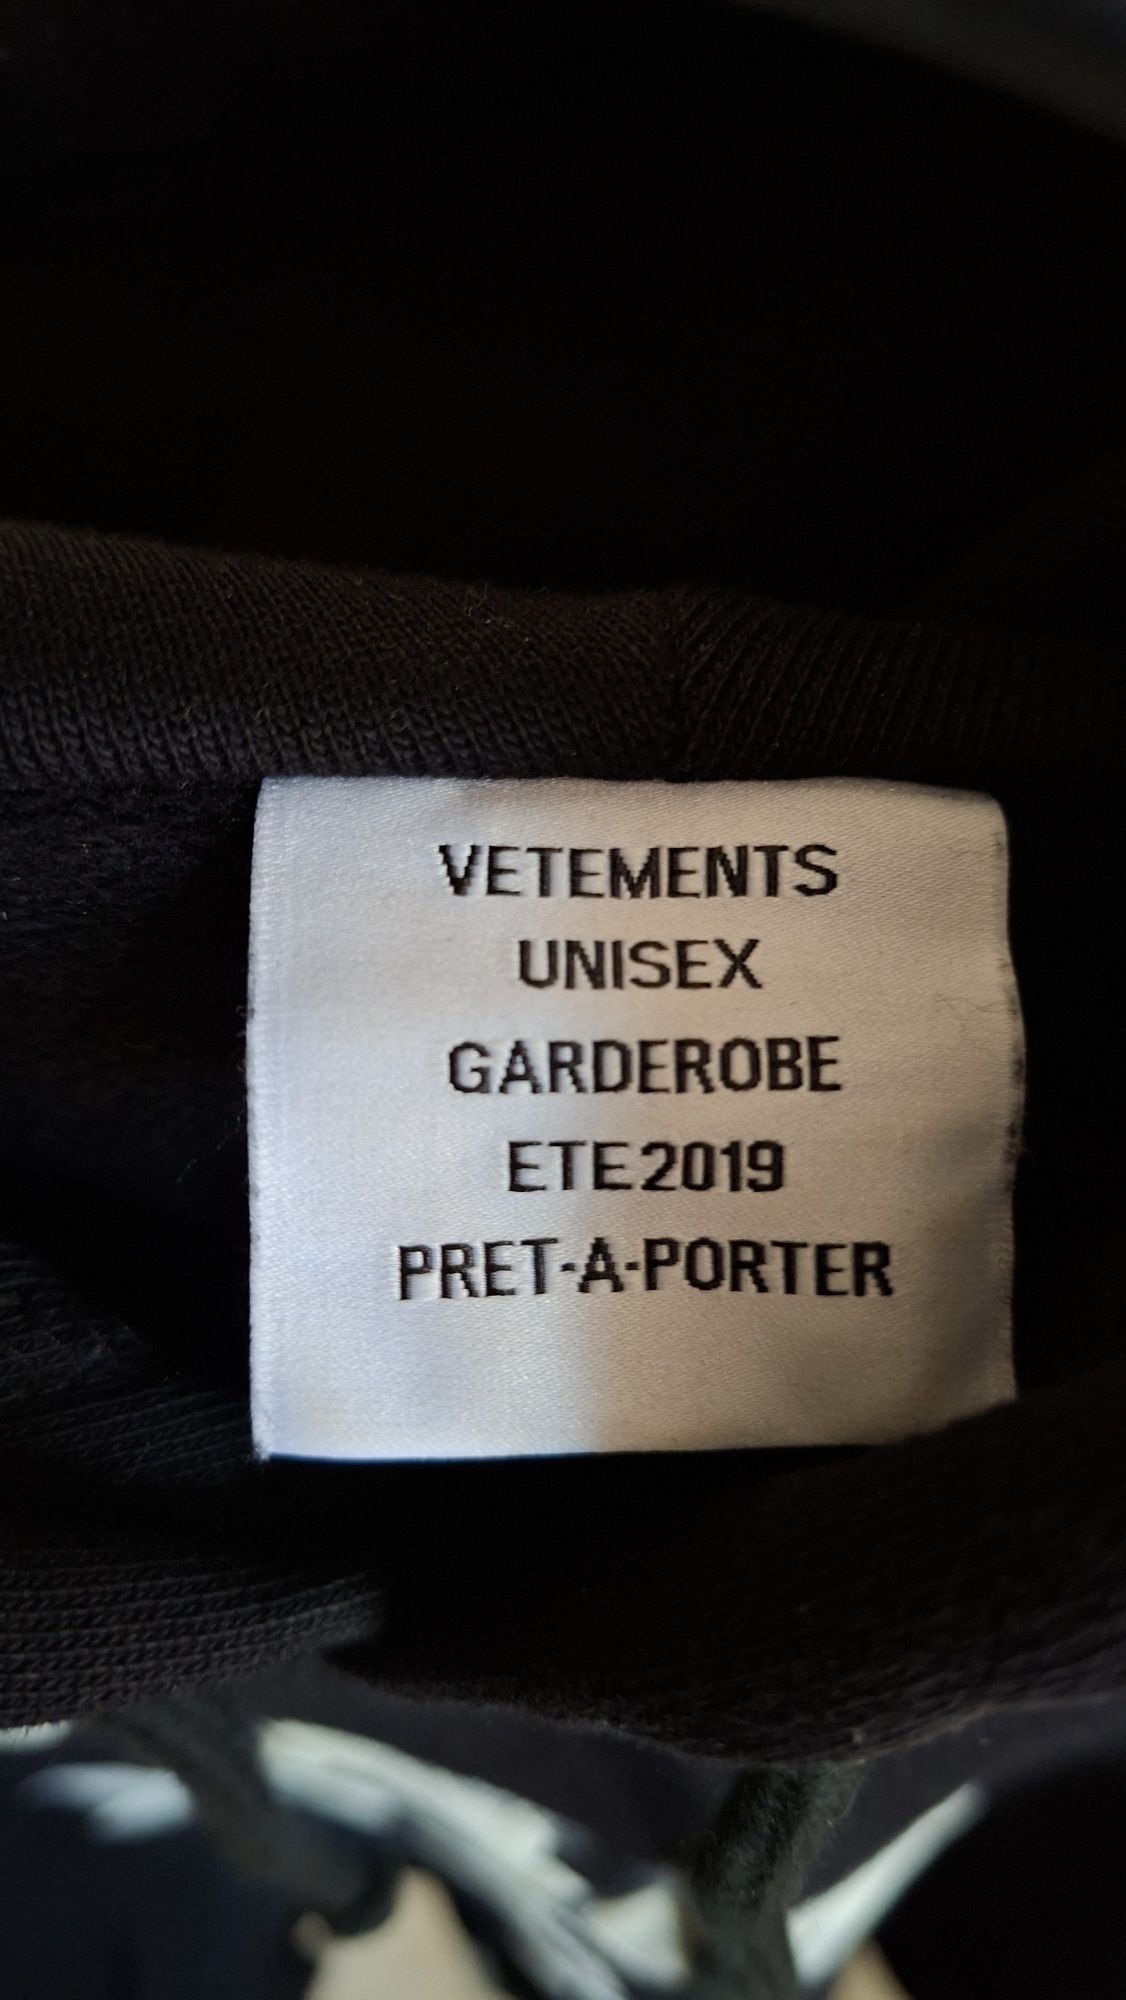 VETEMENTS
UNISEX
GARDEROBE
ETE2019
PRET-A-PORTER